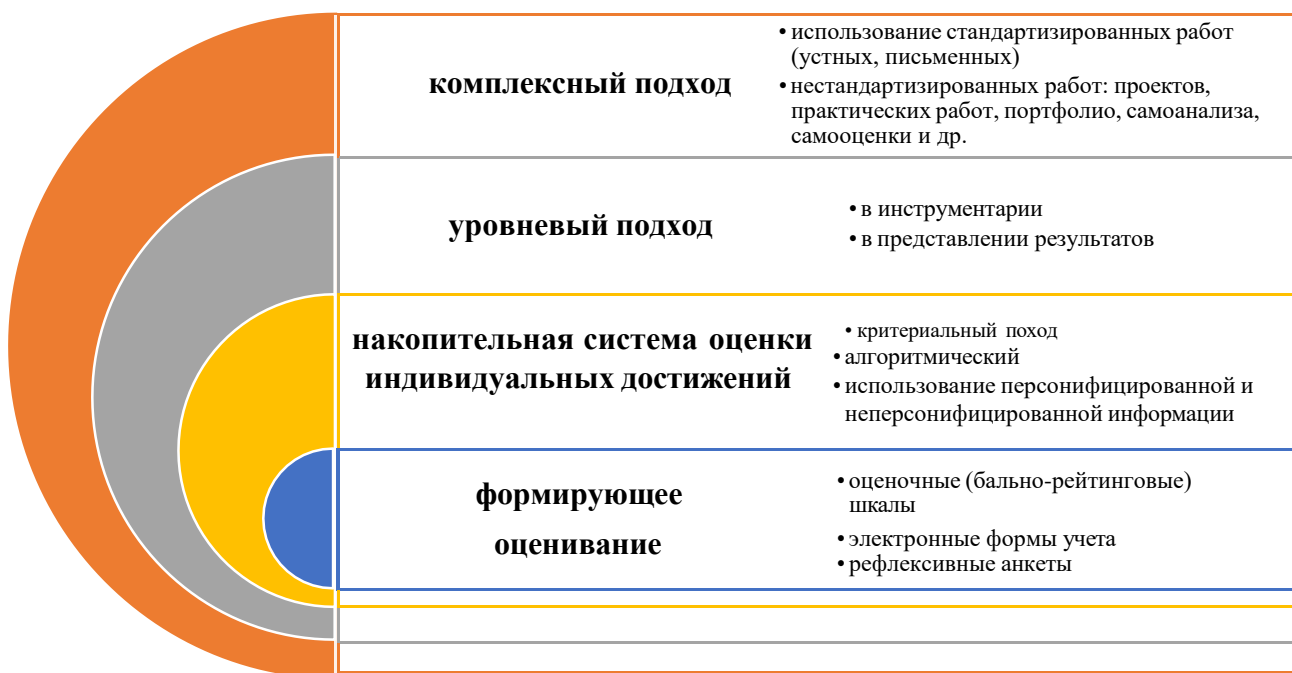 комплексный подход
• использование стандартизированных работ
(устных, письменных)
• нестандартизированных работ: проектов,
практических работ, портфолио, самоанализа,
самооценки и др.
уровневый подход
• в инструментарии
• в представлении результатов
накопительная система оценки
индивидуальных достижений
• критериальный поход
• алгоритмический
• использование персонифицированной и
неперсонифицированной информации
формирующее
оценивание
• оценочные (бально-рейтинговые)
шкалы
• электронные формы учета
• рефлексивные анкеты